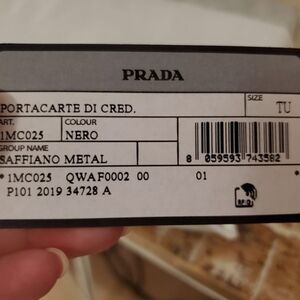 PRADA
PORTACARTE DI CRED.
SIZE
TU
ART.
COLOUR
1MC025
NERO
GROUP NAME
SAFFIANO METAL
8 059593 743582
* 1MC025 QWAF0002 00 01
P101 2019 34728 A
RFID